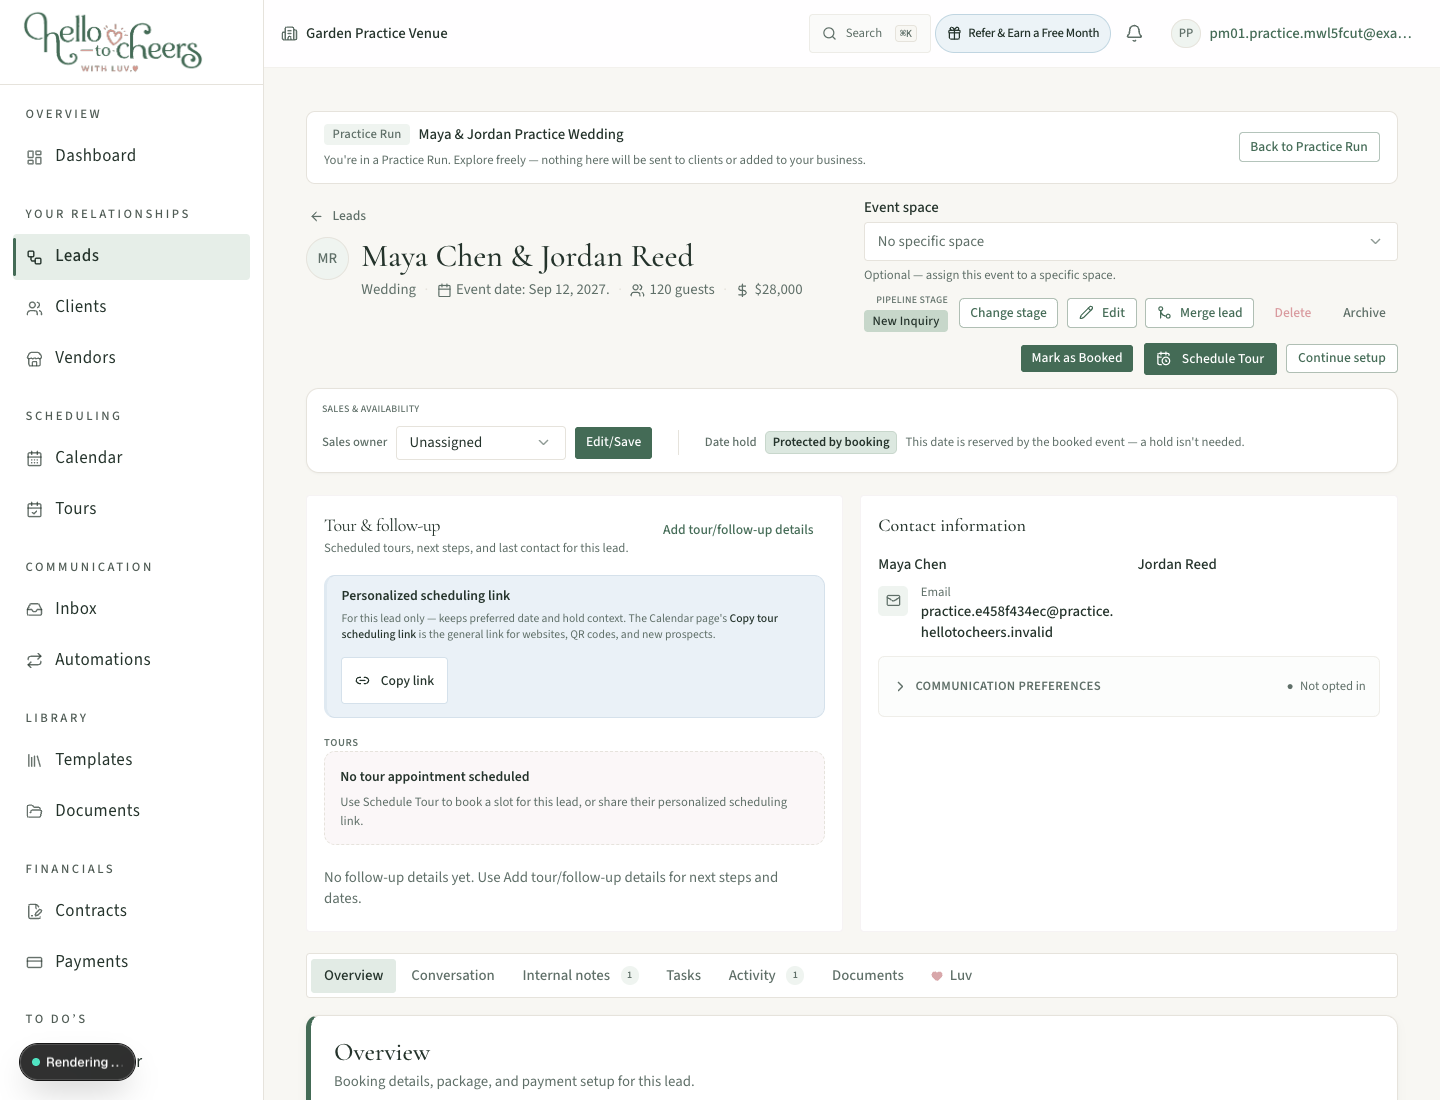 hello
to cheers
WITH LUV.
Garden Practice Venue
Search ⌘K
Refer & Earn a Free Month
PP pm01.practice.mwl5fcut@exa...
OVERVIEW
Dashboard
YOUR RELATIONSHIPS
Leads
Clients
Vendors
SCHEDULING
Calendar
Tours
COMMUNICATION
Inbox
Automations
LIBRARY
Templates
Documents
FINANCIALS
Contracts
Payments
TO DO'S
Rendering ...
r
Practice Run Maya & Jordan Practice Wedding
You're in a Practice Run. Explore freely — nothing here will be sent to clients or added to your business.
Back to Practice Run
Leads
MR Maya Chen & Jordan Reed
Wedding · Event date: Sep 12, 2027. · 120 guests · $28,000
Event space
No specific space
Optional — assign this event to a specific space.
PIPELINE STAGE
New Inquiry
Change stage Edit Merge lead Delete Archive
Mark as Booked Schedule Tour Continue setup
SALES & AVAILABILITY
Sales owner Unassigned Edit/Save Date hold Protected by booking This date is reserved by the booked event — a hold isn't needed.
Tour & follow-up
Scheduled tours, next steps, and last contact for this lead.
Add tour/follow-up details
Personalized scheduling link
For this lead only — keeps preferred date and hold context. The Calendar page's Copy tour
scheduling link is the general link for websites, QR codes, and new prospects.
Copy link
TOURS
No tour appointment scheduled
Use Schedule Tour to book a slot for this lead, or share their personalized scheduling
link.
No follow-up details yet. Use Add tour/follow-up details for next steps and
dates.
Contact information
Maya Chen Jordan Reed
Email
practice.e458f434ec@practice.
hellotocheers.invalid
COMMUNICATION PREFERENCES • Not opted in
Overview Conversation Internal notes 1 Tasks Activity 1 Documents Luv
Overview
Booking details, package, and payment setup for this lead.